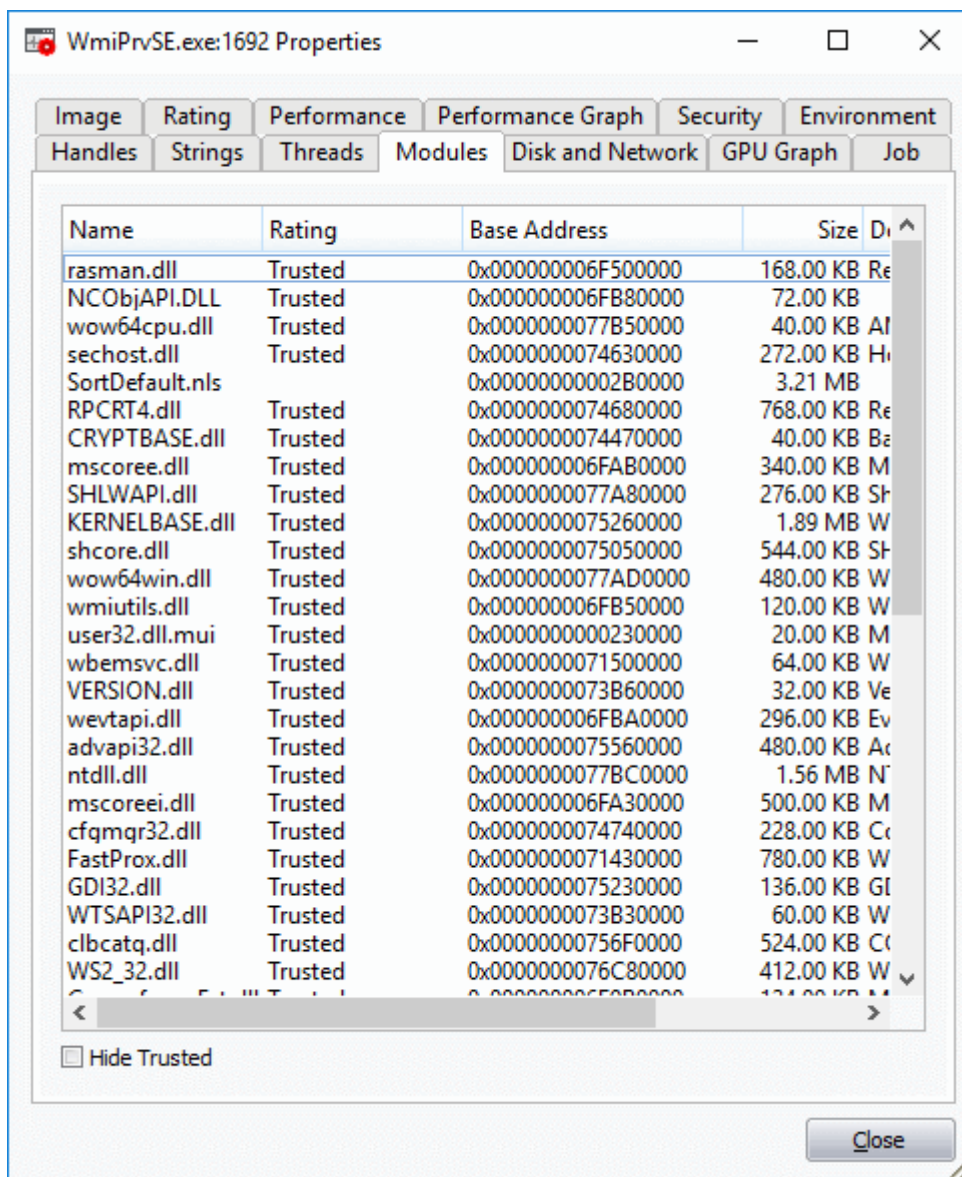 WmiPrvSE.exe:1692 Properties
Image Rating Performance Performance Graph Security Environment
Handles Strings Threads Modules Disk and Network GPU Graph Job
Name Rating Base Address Size
rasman.dll Trusted 0x000000006F500000 168.00 KB Re
NCObjAPI.DLL Trusted 0x000000006FB80000 72.00 KB
wow64cpu.dll Trusted 0x0000000077B50000 40.00 KB
sechost.dll Trusted 0x0000000074630000 272.00 KB
SortDefault.nls 0x00000000002B0000 3.21 MB
RPCRT4.dll Trusted 0x0000000074680000 768.00 KB Re
CRYPTBASE.dll Trusted 0x0000000074470000 40.00 KB Ba
mscoree.dll Trusted 0x000000006FAB0000 340.00 KB M
SHLWAPI.dll Trusted 0x0000000077A80000 276.00 KB Sh
KERNELBASE.dll Trusted 0x0000000075260000 1.89 MB W
shcore.dll Trusted 0x0000000075050000 544.00 KB SH
wow64win.dll Trusted 0x0000000077AD0000 480.00 KB W
wmiutils.dll Trusted 0x000000006FB50000 120.00 KB W
user32.dll.mui Trusted 0x0000000000230000 20.00 KB M
wbemsvc.dll Trusted 0x0000000071500000 64.00 KB W
VERSION.dll Trusted 0x0000000073B60000 32.00 KB Ve
wevtapi.dll Trusted 0x000000006FBA0000 296.00 KB Ev
advapi32.dll Trusted 0x0000000075560000 480.00 KB
ntdll.dll Trusted 0x0000000077BC0000 1.56 MB
mscoreei.dll Trusted 0x000000006FA30000 500.00 KB M
cfgmgr32.dll Trusted 0x0000000074740000 228.00 KB
FastProx.dll Trusted 0x0000000071430000 780.00 KB W
GDI32.dll Trusted 0x0000000075230000 136.00 KB
WTSAPI32.dll Trusted 0x0000000073B30000 60.00 KB W
clbcatq.dll Trusted 0x00000000756F0000 524.00 KB
WS2_32.dll Trusted 0x0000000076C80000 412.00 KB W
Hide Trusted
Close